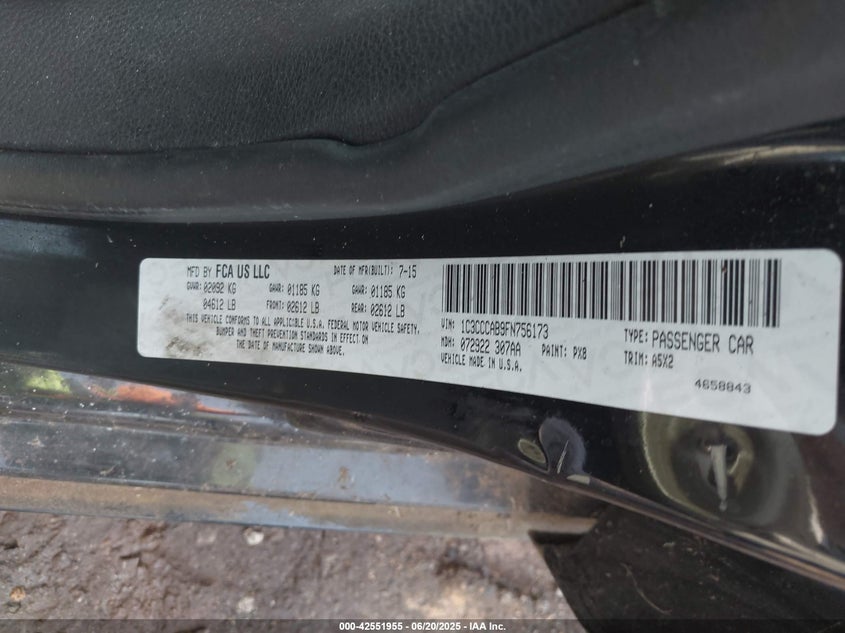 MFD BY FCA US LLC DATE OF MFR(BUILT): 7-15
GVWR: 02092 KG GAWR: 01185 KG GAWR: 01185 KG
04612 LB FRONT: 02612 LB REAR: 02612 LB
THIS VEHICLE CONFORMS TO ALL APPLICABLE U.S.A. FEDERAL MOTOR VEHICLE SAFETY,
BUMPER AND THEFT PREVENTION STANDARDS IN EFFECT ON
THE DATE OF MANUFACTURE SHOWN ABOVE.
VIN: 1C3CCCAB9FN756173 TYPE: PASSENGER CAR
MDH: 072922 307AA PAINT: PX8 TRIM: A5X2
VEHICLE MADE IN U.S.A. 4658843
000-42551955 - 06/20/2025 - IAA Inc.